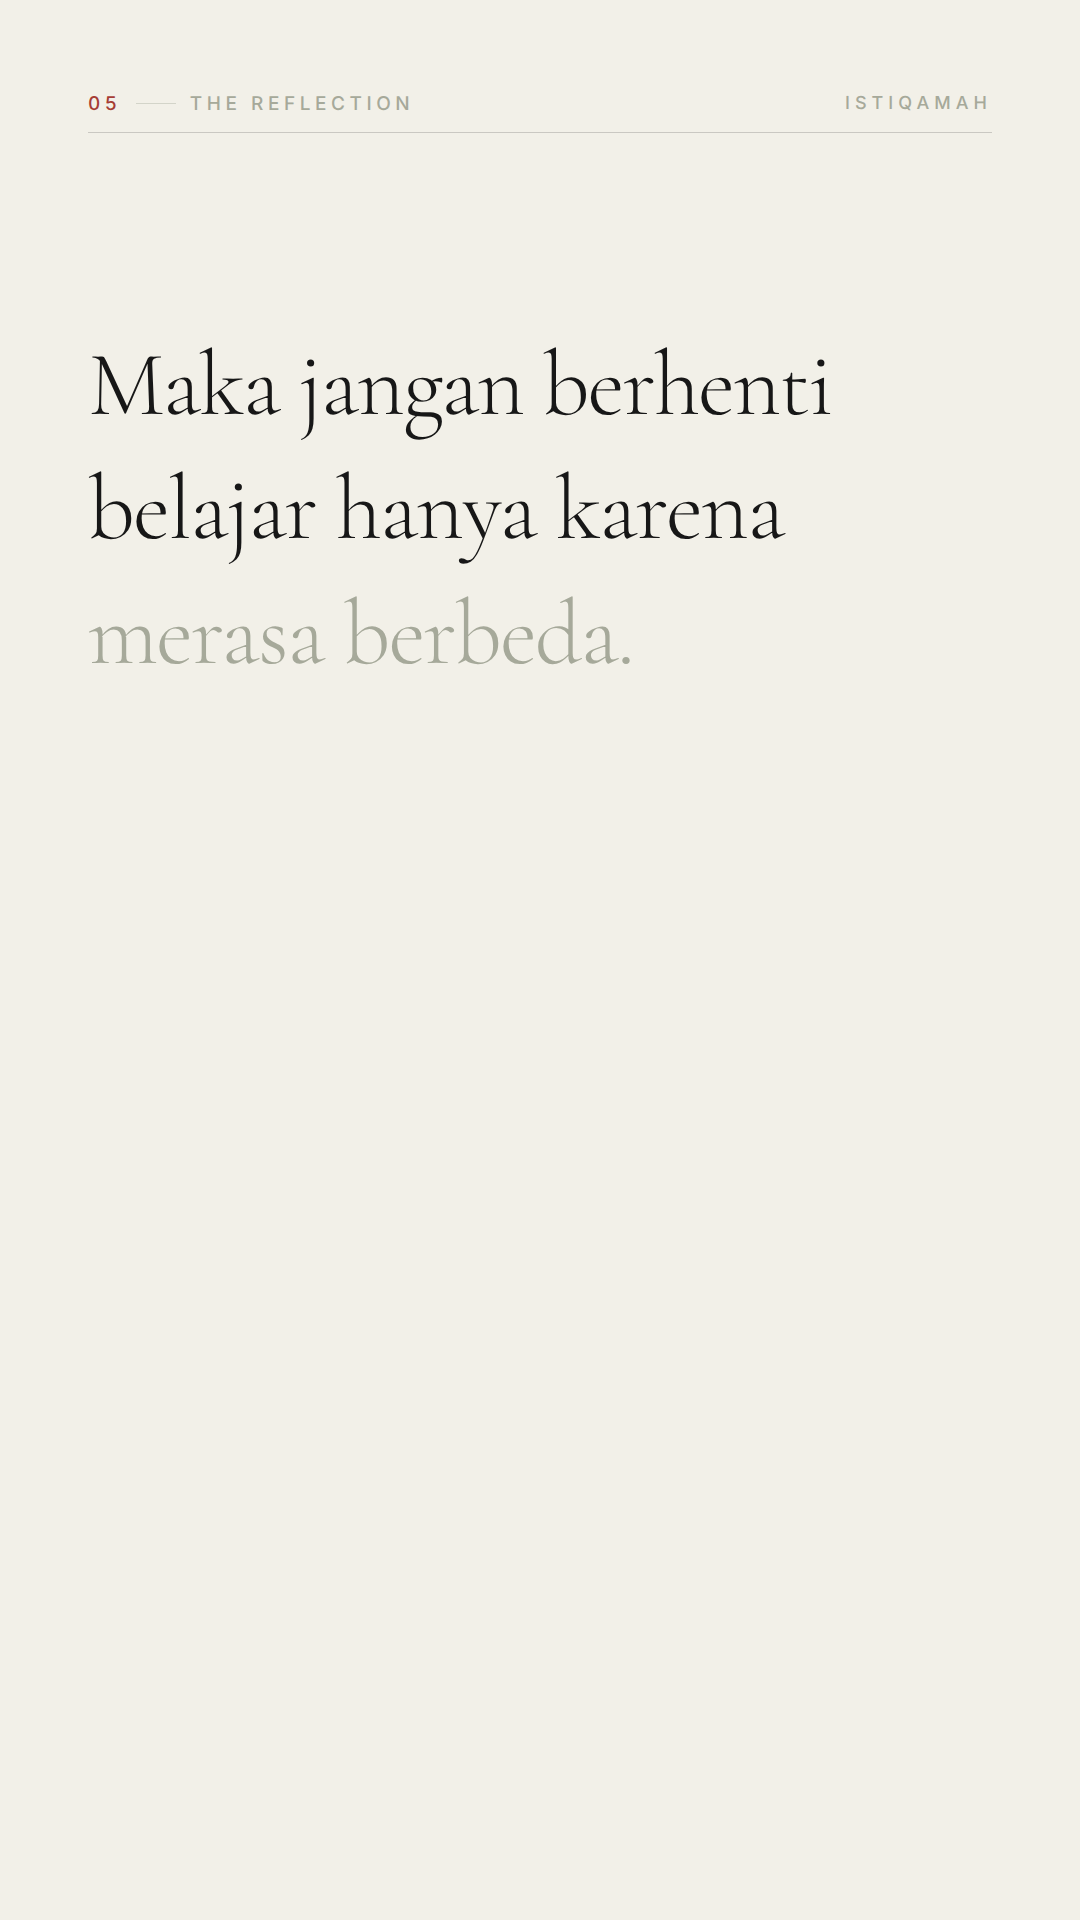 05 — THE REFLECTION
ISTIQAMAH
Maka jangan berhenti
belajar hanya karena
merasa berbeda.